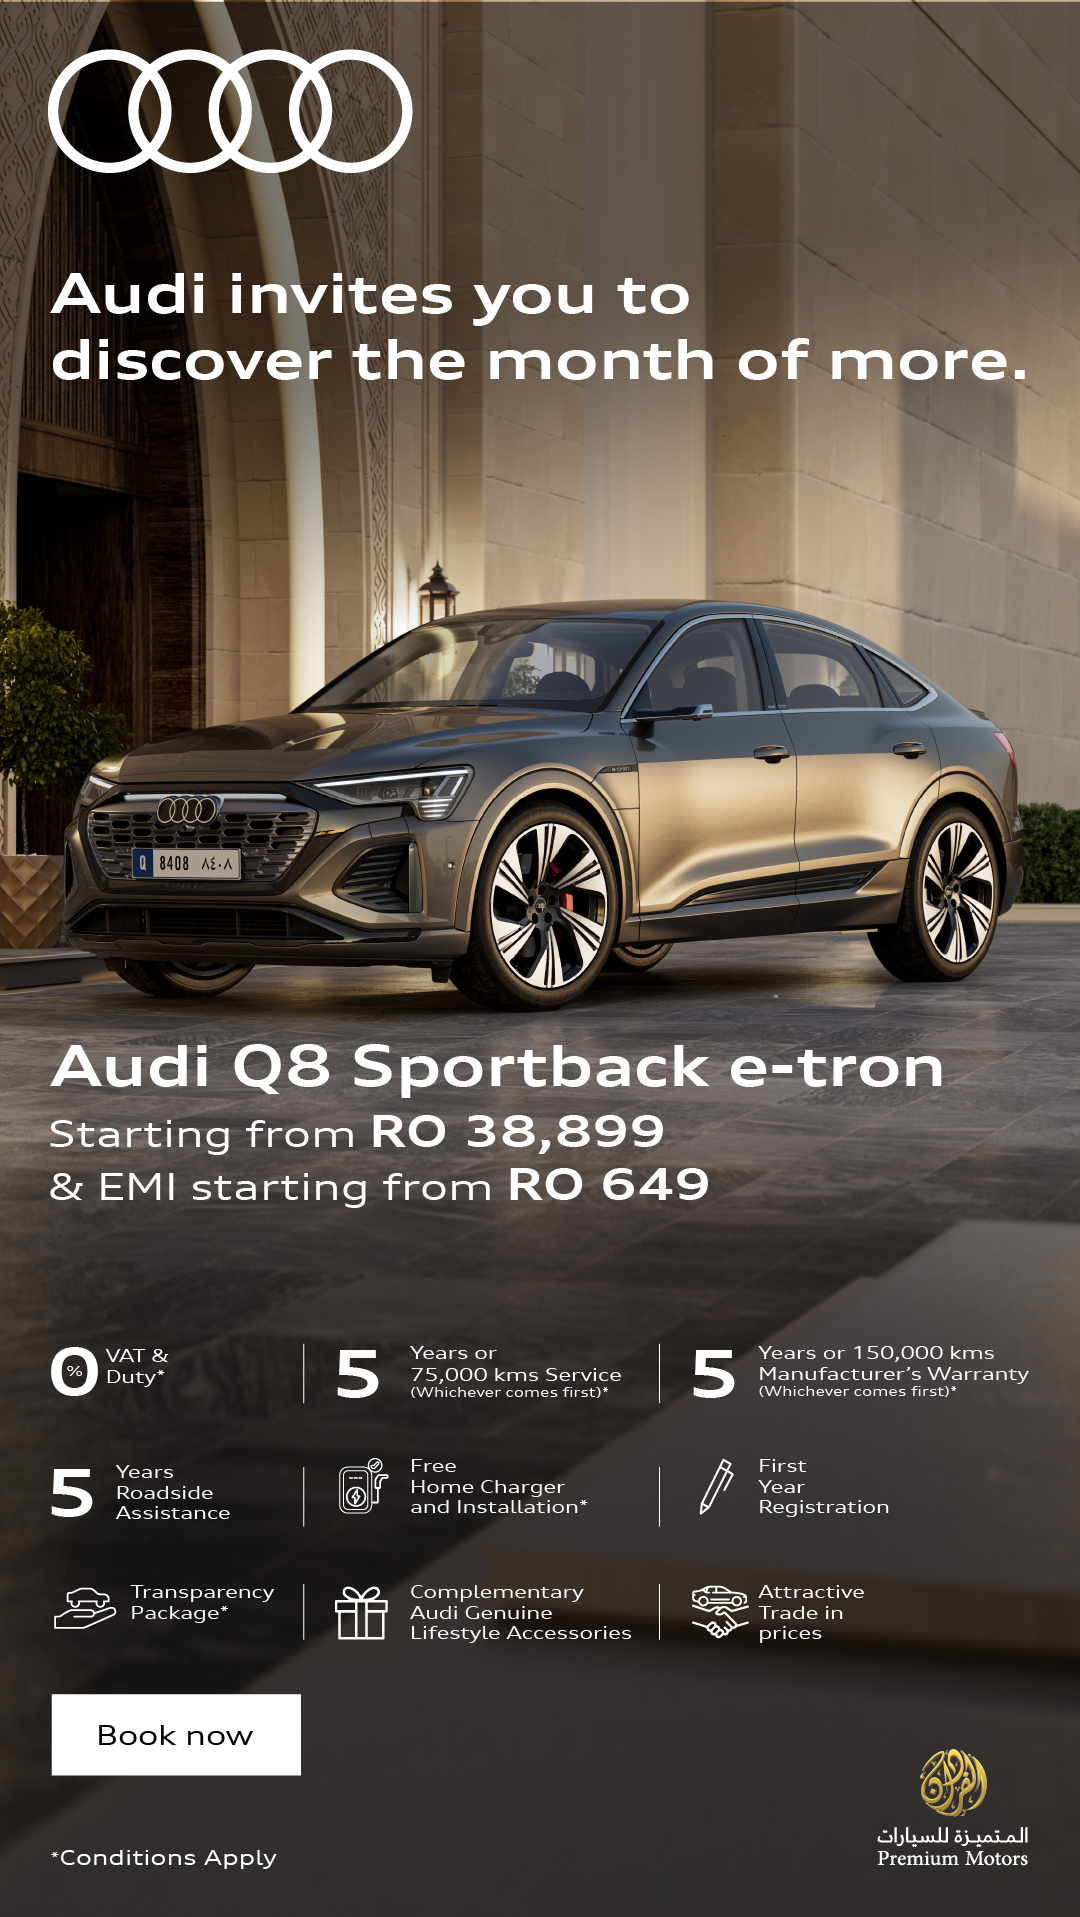 Audi invites you to
discover the month of more.
Q 8408 ٨٤٠٨
Audi Q8 Sportback e-tron
Starting from RO 38,899
& EMI starting from RO 649
0% VAT &
Duty*
5 Years or
75,000 kms Service
(Whichever comes first)*
5 Years or 150,000 kms
Manufacturer's Warranty
(Whichever comes first)*
5 Years
Roadside
Assistance
Free
Home Charger
and Installation*
First
Year
Registration
Transparency
Package*
Complementary
Audi Genuine
Lifestyle Accessories
Attractive
Trade in
prices
Book now
*Conditions Apply
المتميزة للسيارات
Premium Motors